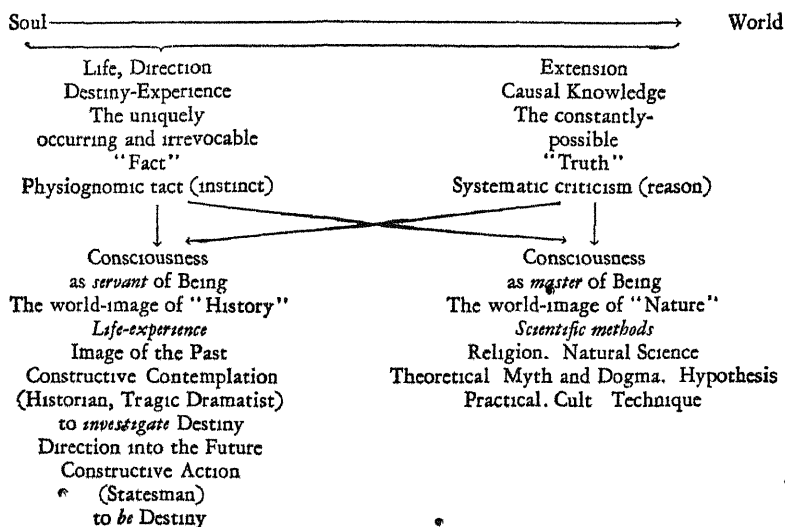 Soul World
Life, Direction
Destiny-Experience
The uniquely
occurring and irrevocable
"Fact"
Physiognomic tact (instinct)
Extension
Causal Knowledge
The constantly-
possible
"Truth"
Systematic criticism (reason)
Consciousness
as servant of Being
The world-image of "History"
Life-experience
Image of the Past
Constructive Contemplation
(Historian, Tragic Dramatist)
to investigate Destiny
Direction into the Future
Constructive Action
(Statesman)
to be Destiny
Consciousness
as master of Being
The world-image of "Nature"
Scientific methods
Religion. Natural Science
Theoretical Myth and Dogma. Hypothesis
Practical. Cult Technique